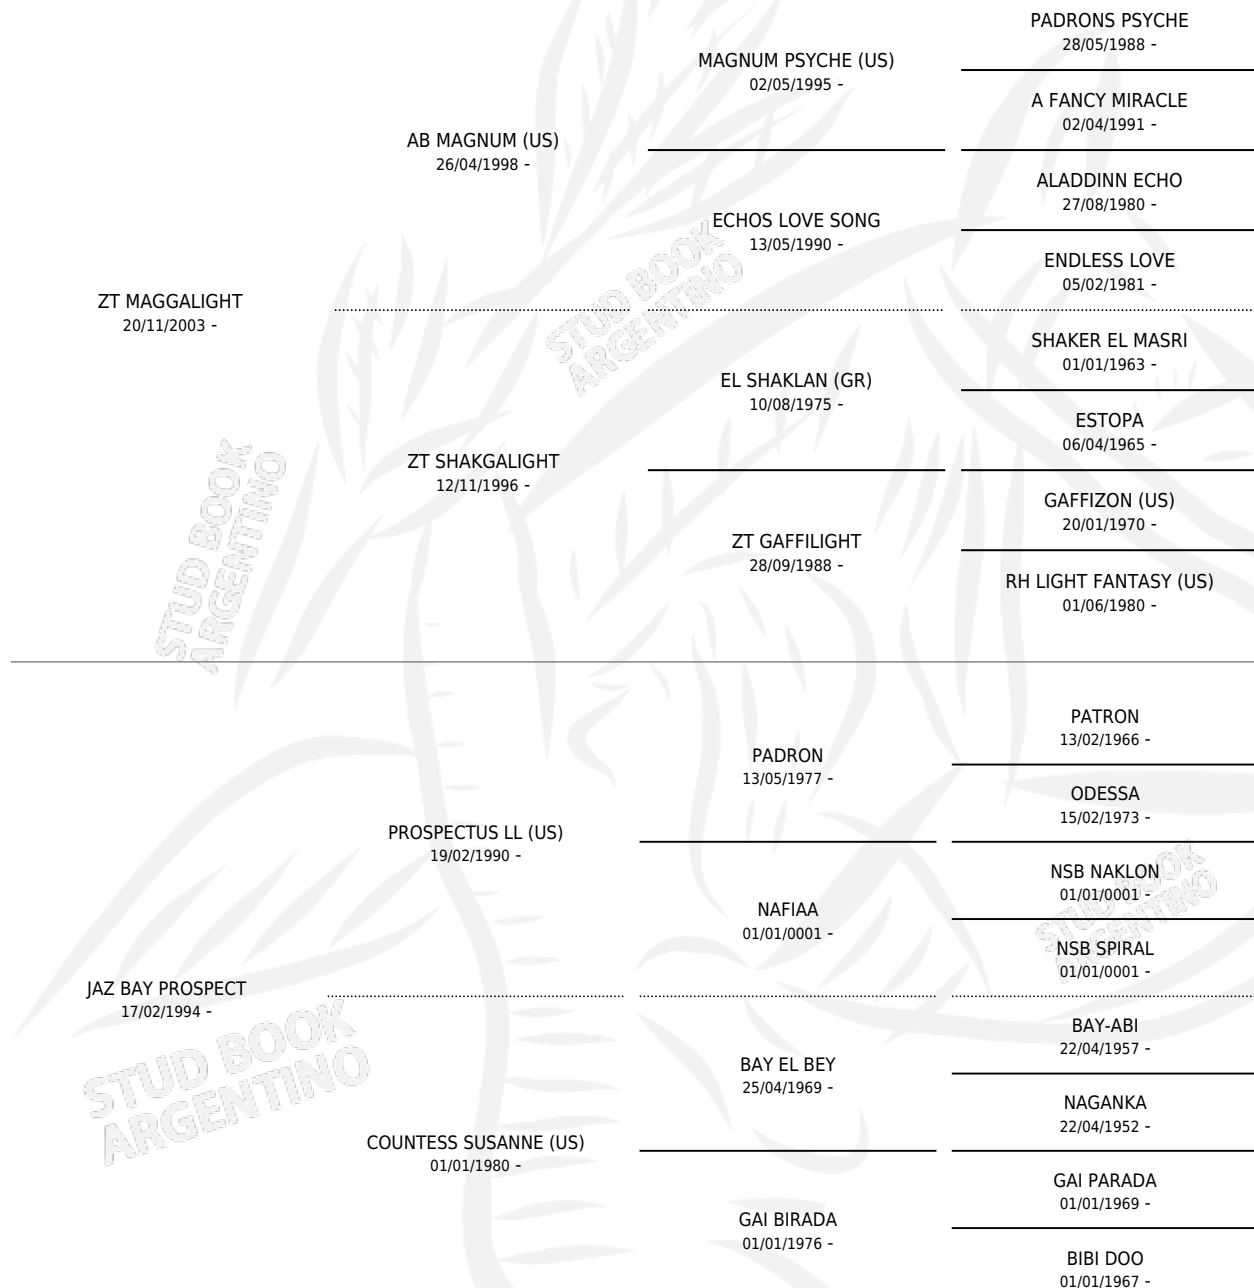 PADRONS PSYCHE
28/05/1988 -
MAGNUM PSYCHE (US)
02/05/1995 -
A FANCY MIRACLE
02/04/1991 -
AB MAGNUM (US)
26/04/1998 -
ALADDINN ECHO
27/08/1980 -
ECHOS LOVE SONG
13/05/1990 -
ENDLESS LOVE
05/02/1981 -
ZT MAGGALIGHT
20/11/2003 -
SHAKER EL MASRI
01/01/1963 -
EL SHAKLAN (GR)
10/08/1975 -
ESTOPA
06/04/1965 -
ZT SHAKGALIGHT
12/11/1996 -
GAFFIZON (US)
20/01/1970 -
ZT GAFFILIGHT
28/09/1988 -
RH LIGHT FANTASY (US)
01/06/1980 -
PATRON
13/02/1966 -
PADRON
13/05/1977 -
ODESSA
15/02/1973 -
PROSPECTUS LL (US)
19/02/1990 -
NSB NAKLON
01/01/0001 -
NAFIAA
01/01/0001 -
NSB SPIRAL
01/01/0001 -
JAZ BAY PROSPECT
17/02/1994 -
BAY-ABI
22/04/1957 -
BAY EL BEY
25/04/1969 -
NAGANKA
22/04/1952 -
COUNTESS SUSANNE (US)
01/01/1980 -
GAI PARADA
01/01/1969 -
GAI BIRADA
01/01/1976 -
BIBI DOO
01/01/1967 -
STUD BOOK
ARGENTINO
STUD BOOK
ARGENTINO
STUD BOOK
ARGENTINO
STUD BOOK
ARGENTINO